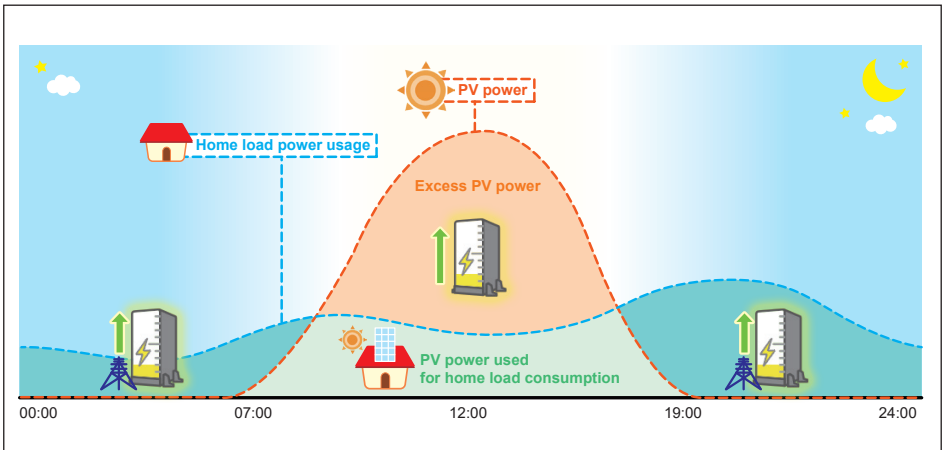 PV power
Home load power usage
Excess PV power
PV power used
for home load consumption
00:00
07:00
12:00
19:00
24:00